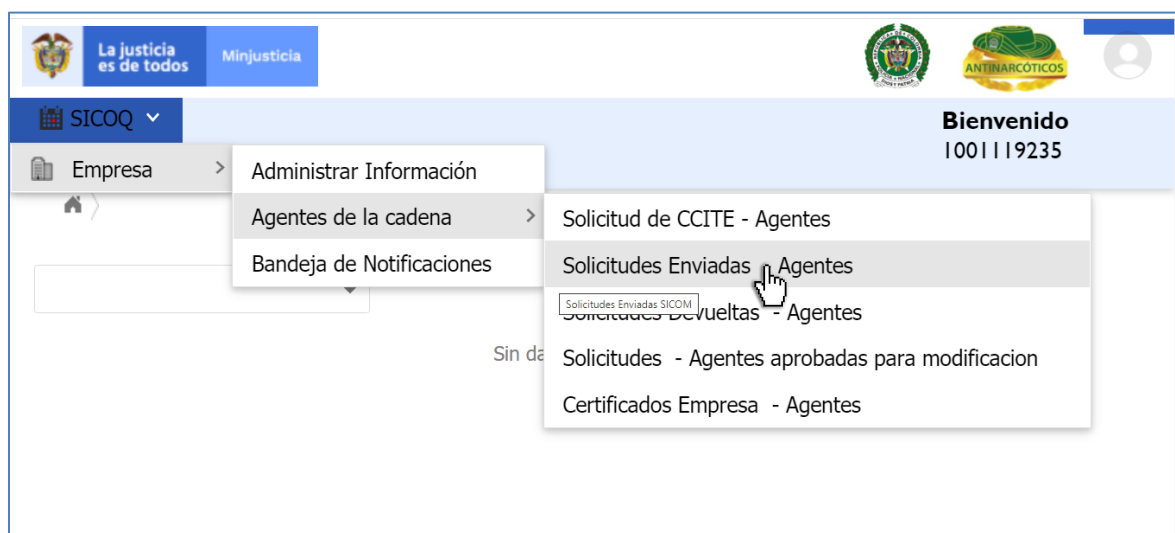 La justicia
es de todos
Minjusticia
ANTINARCÓTICOS
SICOQ
Bienvenido
1001119235
Empresa
Administrar Información
Agentes de la cadena
Solicitud de CCITE - Agentes
Bandeja de Notificaciones
Solicitudes Enviadas - Agentes
Solicitudes Enviadas SICOM
Solicitudes Devueltas - Agentes
Sin da
Solicitudes - Agentes aprobadas para modificacion
Certificados Empresa - Agentes